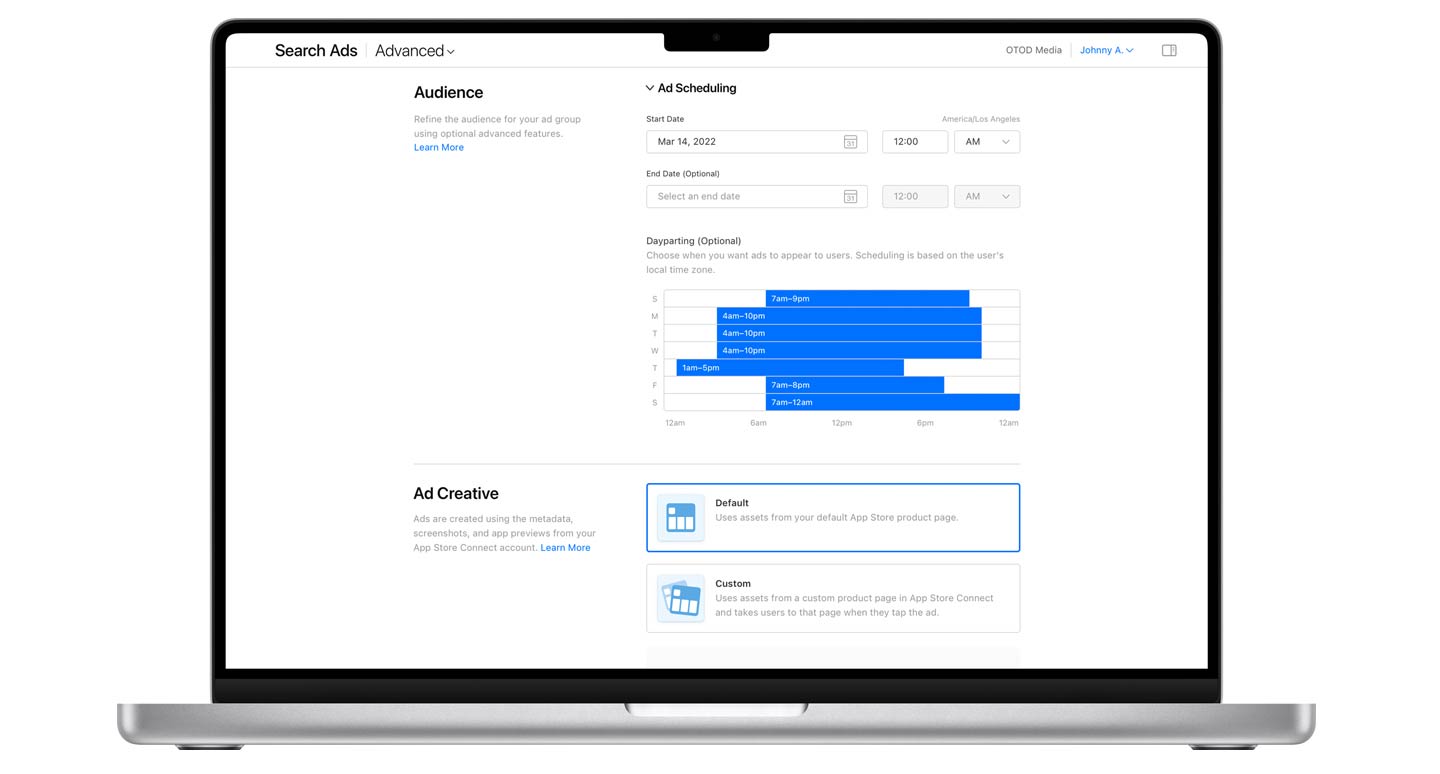 Search Ads Advanced
OTOD Media Johnny A.
Audience
Refine the audience for your ad group
using optional advanced features.
Learn More
Ad Scheduling
Start Date America/Los Angeles
Mar 14, 2022 31 12:00 AM
End Date (Optional)
Select an end date 31 12:00 AM
Dayparting (Optional)
Choose when you want ads to appear to users. Scheduling is based on the user's
local time zone.
S 7am–9pm
M 4am–10pm
T 4am–10pm
W 4am–10pm
T 1am–5pm
F 7am–8pm
S 7am–12am
12am 6am 12pm 6pm 12am
Ad Creative
Ads are created using the metadata,
screenshots, and app previews from your
App Store Connect account. Learn More
Default
Uses assets from your default App Store product page.
Custom
Uses assets from a custom product page in App Store Connect
and takes users to that page when they tap the ad.